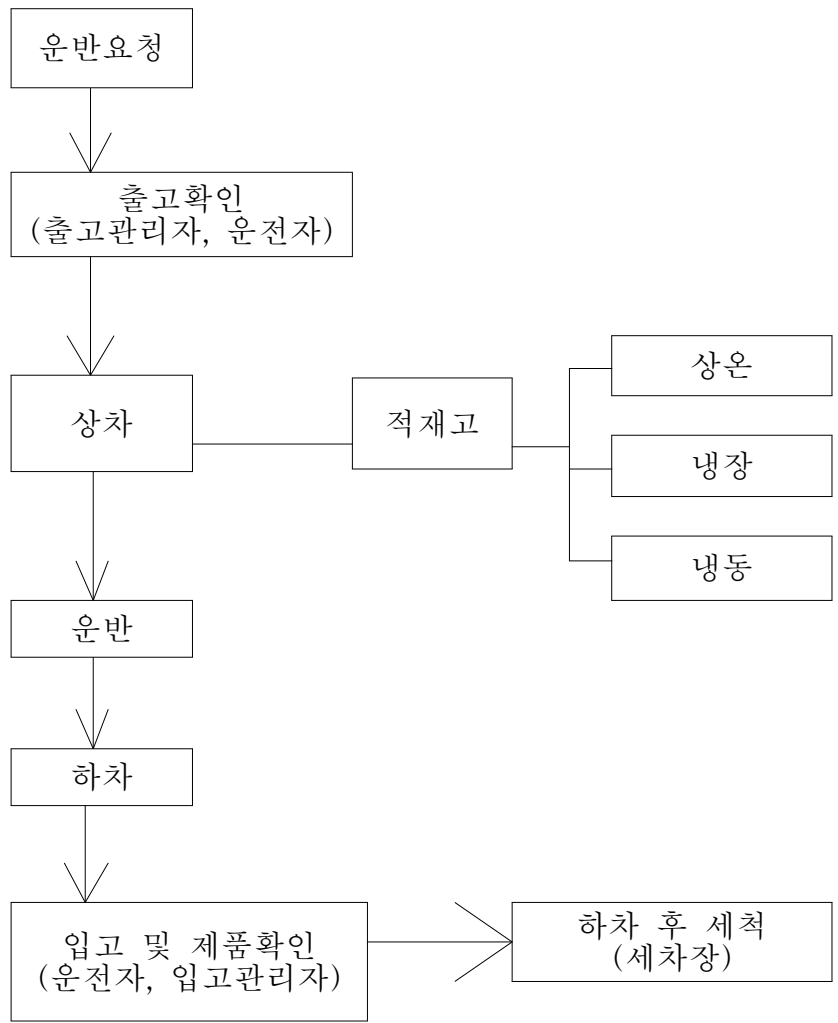 운반요청
출고확인
(출고관리자, 운전자)
상차
적재고
상온
냉장
냉동
운반
하차
입고 및 제품확인
(운전자, 입고관리자)
하차 후 세척
(세차장)